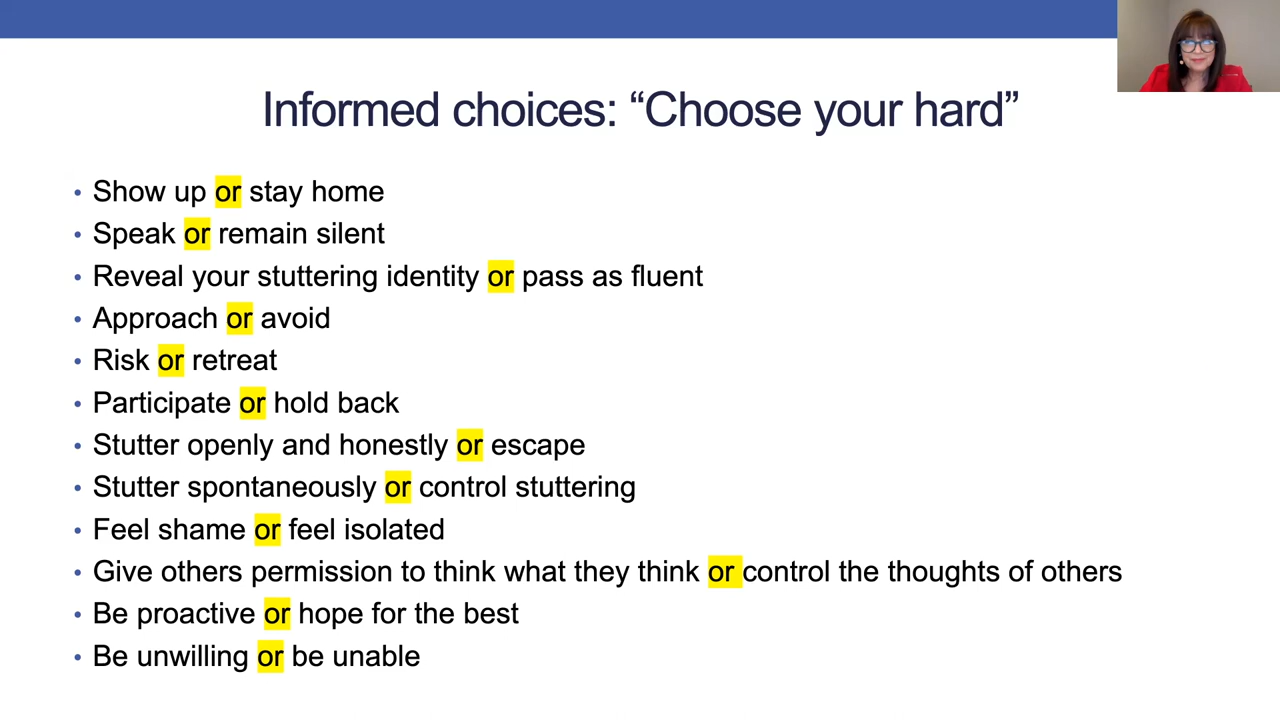 Informed choices: “Choose your hard”
• Show up or stay home
• Speak or remain silent
• Reveal your stuttering identity or pass as fluent
• Approach or avoid
• Risk or retreat
• Participate or hold back
• Stutter openly and honestly or escape
• Stutter spontaneously or control stuttering
• Feel shame or feel isolated
• Give others permission to think what they think or control the thoughts of others
• Be proactive or hope for the best
• Be unwilling or be unable